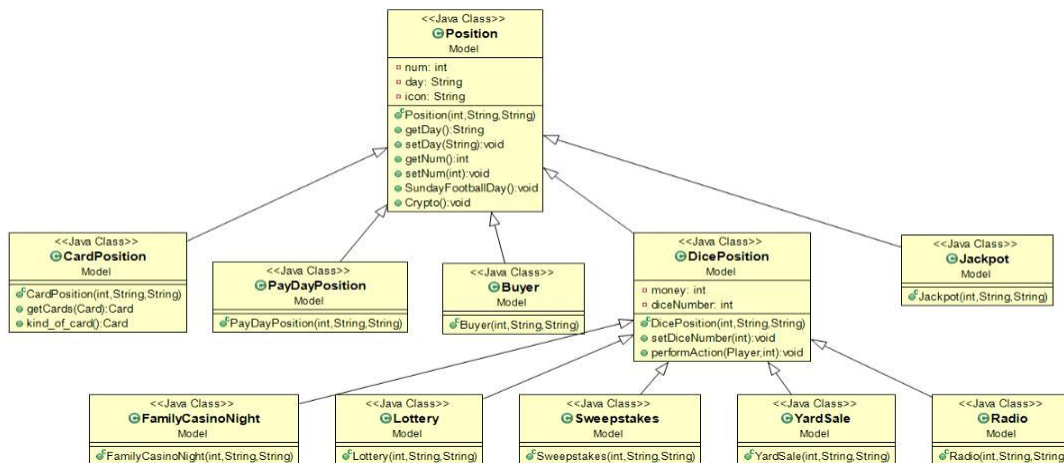 <<Java Class>>
Position
Model
num: int
day: String
icon: String
Position(int,String,String)
getDay():String
setDay(String):void
getNum():int
setNum(int):void
SundayFootballDay():void
Crypto():void
<<Java Class>>
CardPosition
Model
CardPosition(int,String,String)
getCards(Card):Card
kind_of_card():Card
<<Java Class>>
PayDayPosition
Model
PayDayPosition(int,String,String)
<<Java Class>>
Buyer
Model
Buyer(int,String,String)
<<Java Class>>
DicePosition
Model
money: int
diceNumber: int
DicePosition(int,String,String)
setDiceNumber(int):void
performAction(Player,int):void
<<Java Class>>
Jackpot
Model
Jackpot(int,String,String)
<<Java Class>>
FamilyCasinoNight
Model
FamilyCasinoNight(int,String,String)
<<Java Class>>
Lottery
Model
Lottery(int,String,String)
<<Java Class>>
Sweepstakes
Model
Sweepstakes(int,String,String)
<<Java Class>>
YardSale
Model
YardSale(int,String,String)
<<Java Class>>
Radio
Model
Radio(int,String,String)